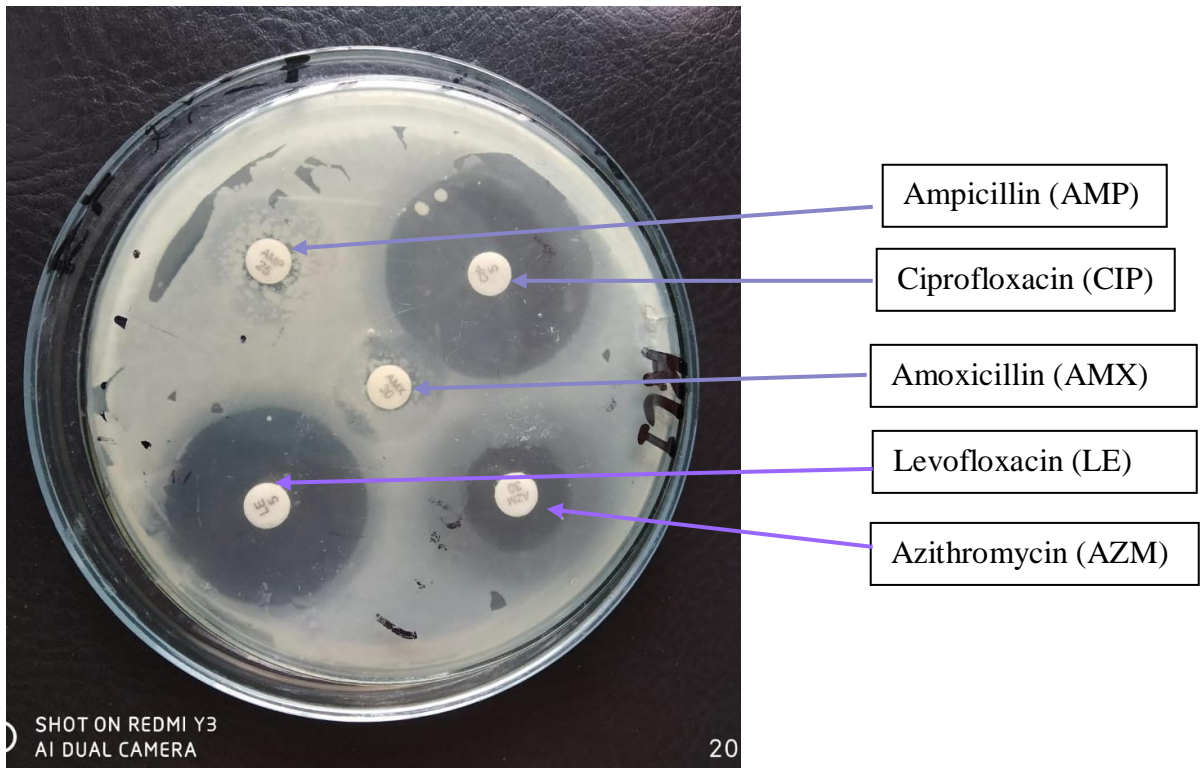 Ampicillin (AMP)
Ciprofloxacin (CIP)
Amoxicillin (AMX)
Levofloxacin (LE)
Azithromycin (AZM)
AMP
25
CIP
5
AMX
30
LE
5
AZM
30
SHOT ON REDMI Y3
AI DUAL CAMERA
20